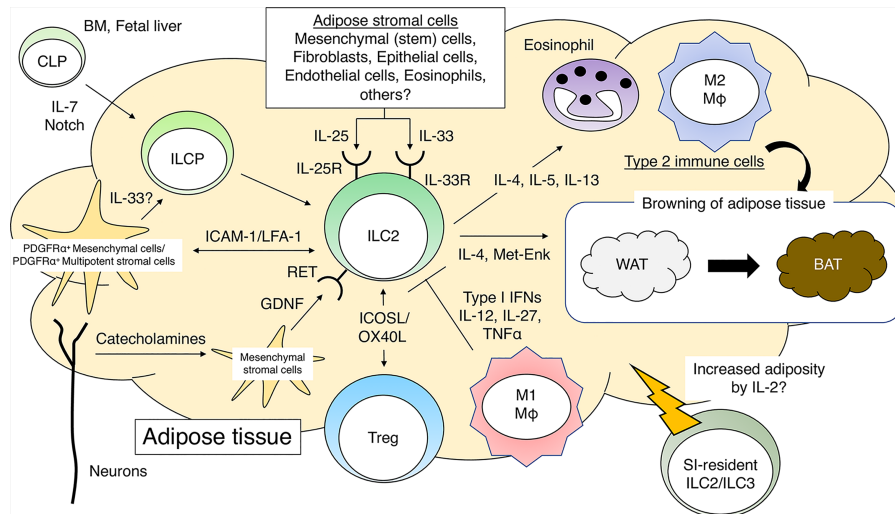 BM, Fetal liver
CLP
IL-7
Notch
ILCP
IL-33?
Adipose stromal cells
Mesenchymal (stem) cells,
Fibroblasts, Epithelial cells,
Endothelial cells, Eosinophils,
others?
IL-25
IL-33
IL-25R
IL-33R
ILC2
Eosinophil
M2
Mφ
Type 2 immune cells
IL-4, IL-5, IL-13
Browning of adipose tissue
WAT
BAT
IL-4, Met-Enk
PDGFRα⁺ Mesenchymal cells/
PDGFRα⁺ Multipotent stromal cells
ICAM-1/LFA-1
RET
GDNF
Catecholamines
Mesenchymal
stromal cells
Neurons
ICOSL/
OX40L
Type I IFNs
IL-12, IL-27,
TNFα
M1
Mφ
Treg
Adipose tissue
Increased adiposity
by IL-2?
SI-resident
ILC2/ILC3